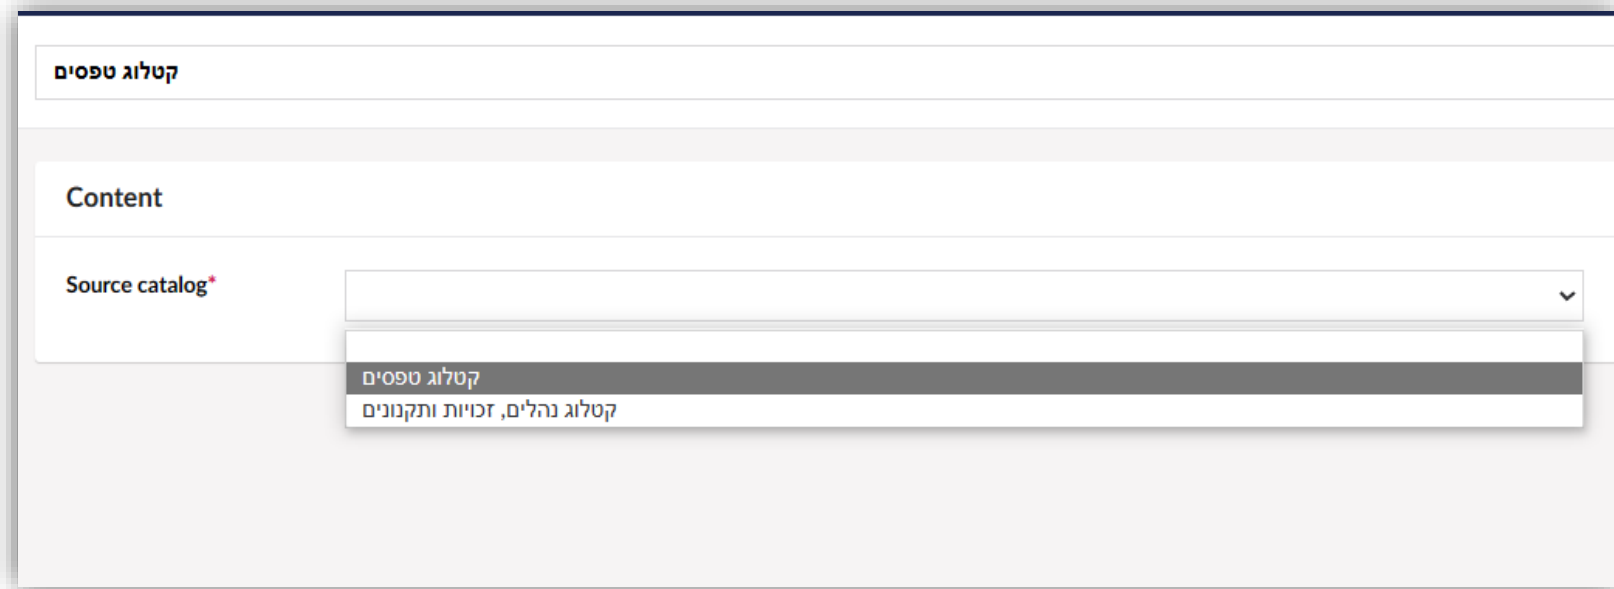 קטלוג טפסים
Content
Source catalog*
קטלוג טפסים
קטלוג נהלים, זכויות ותקנונים